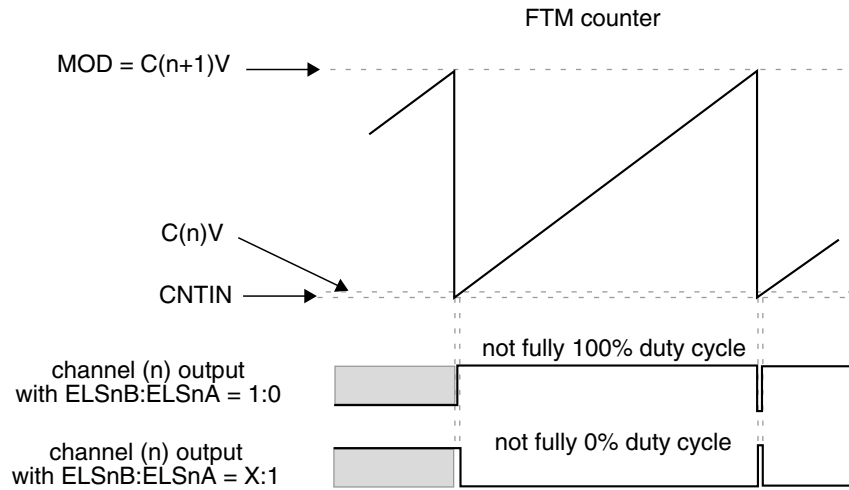 FTM counter
MOD = C(n+1)V
C(n)V
CNTIN
not fully 100% duty cycle
channel (n) output
with ELSnB:ELSnA = 1:0
not fully 0% duty cycle
channel (n) output
with ELSnB:ELSnA = X:1